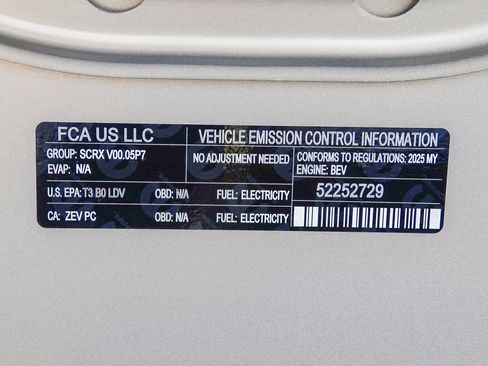 FCA US LLC
VEHICLE EMISSION CONTROL INFORMATION
GROUP: SCRX V00.05P7
EVAP: N/A
NO ADJUSTMENT NEEDED
CONFORMS TO REGULATIONS: 2025 MY
ENGINE: BEV
U.S. EPA: T3 B0 LDV OBD: N/A FUEL: ELECTRICITY
52252729
CA: ZEV PC OBD: N/A FUEL: ELECTRICITY